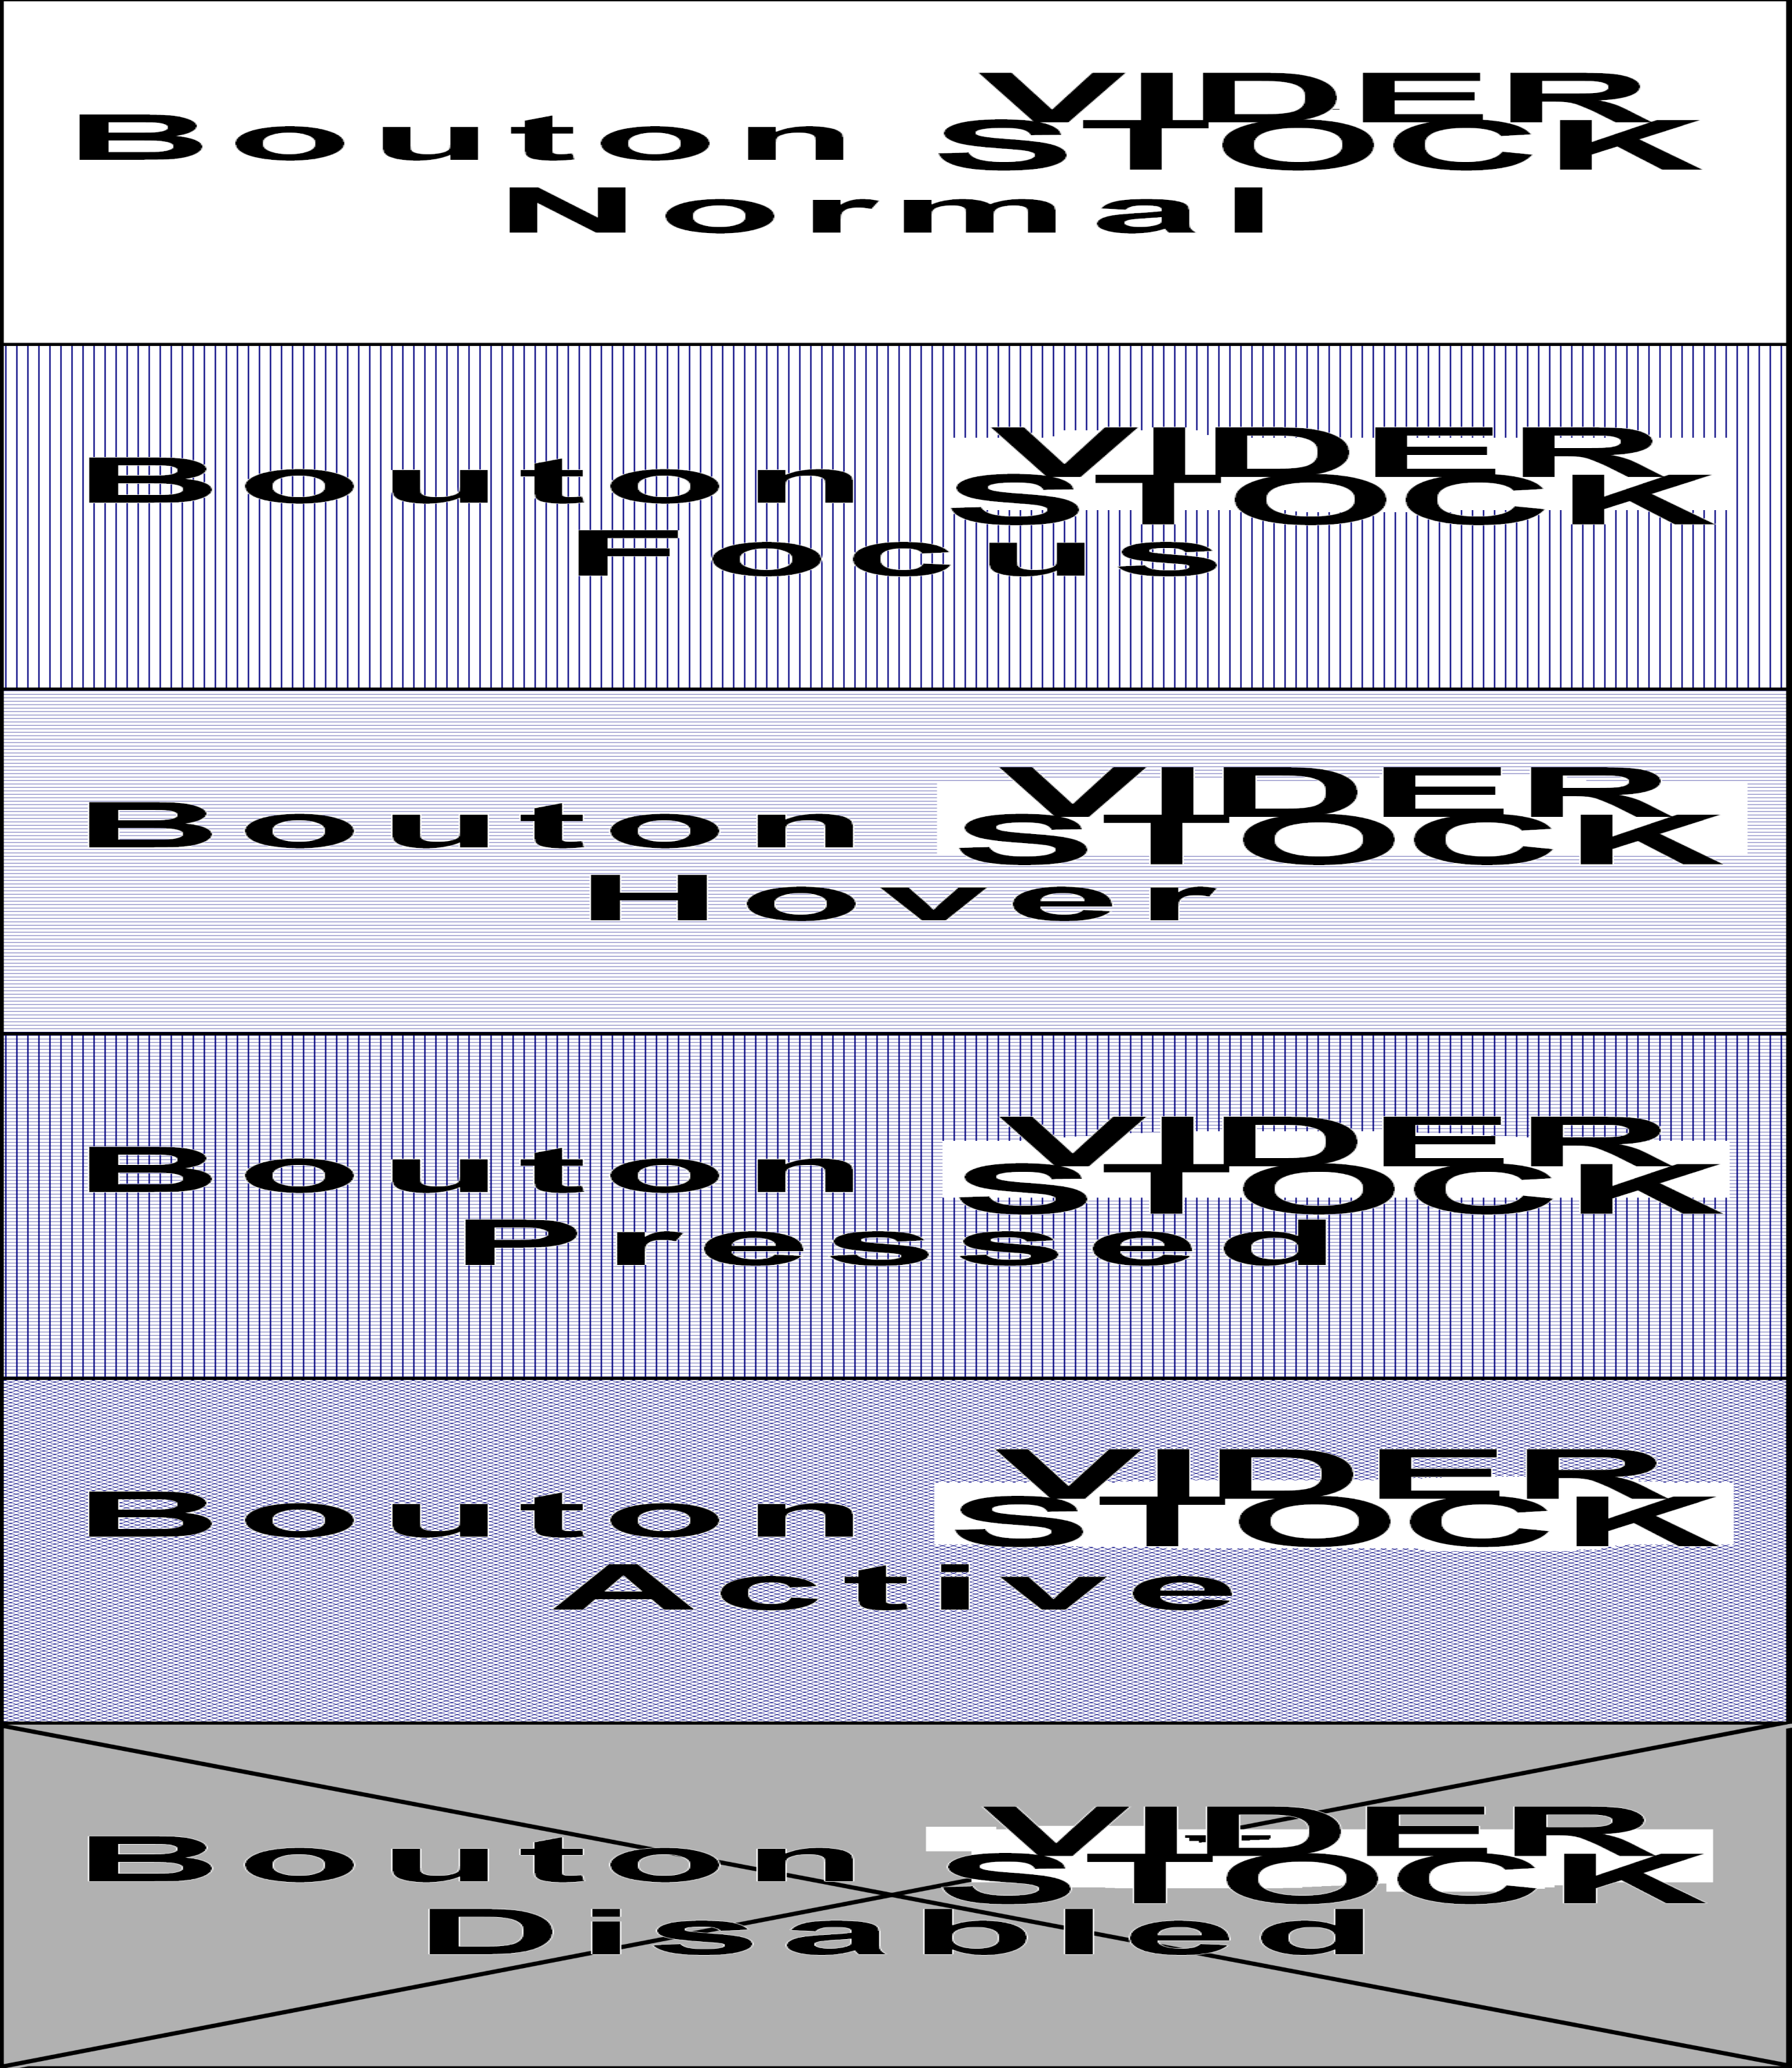 Bouton VIDER STOCK
Normal
Bouton VIDER STOCK
Focus
Bouton VIDER STOCK
Hover
Bouton VIDER STOCK
Pressed
Bouton VIDER STOCK
Active
Bouton VIDER STOCK
Disabled